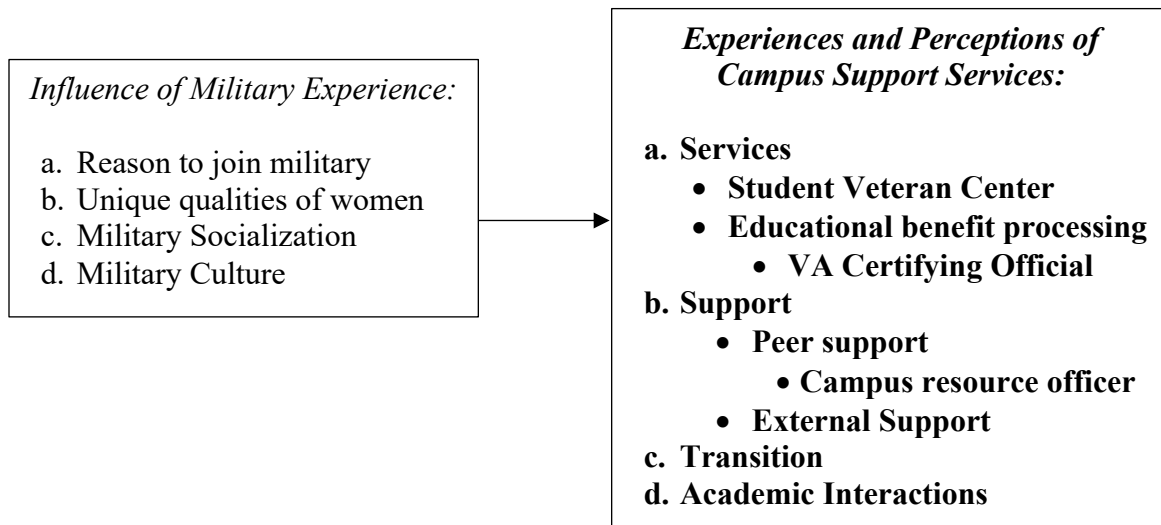 Influence of Military Experience:
a. Reason to join military
b. Unique qualities of women
c. Military Socialization
d. Military Culture
Experiences and Perceptions of
Campus Support Services:
a. Services
• Student Veteran Center
• Educational benefit processing
• VA Certifying Official
b. Support
• Peer support
• Campus resource officer
• External Support
c. Transition
d. Academic Interactions